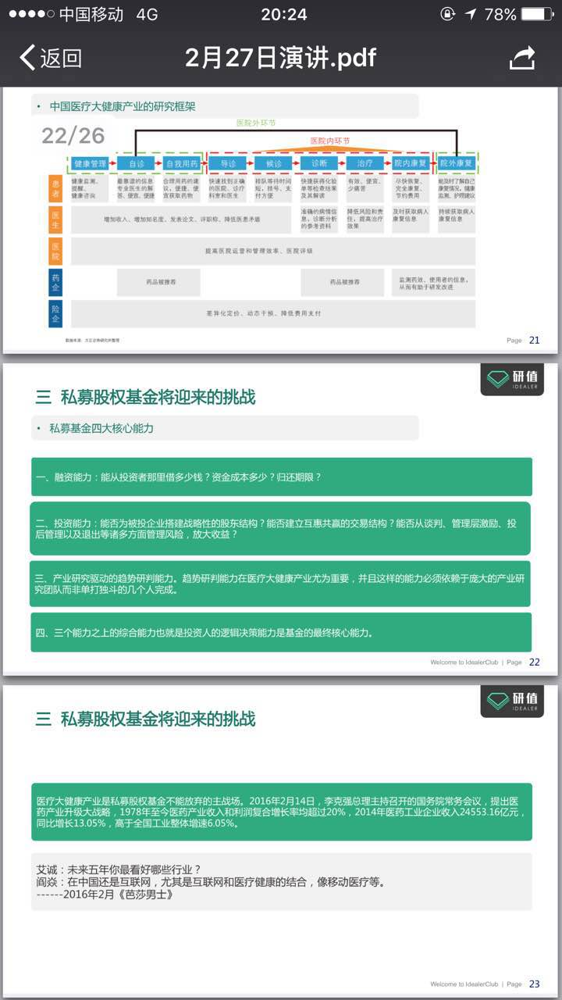 中国移动 4G 20:24 78%
返回 2月27日演讲.pdf
• 中国医疗大健康产业的研究框架
22/26
医院外环节
医院内环节
健康管理 自诊 自我用药 导诊 候诊 诊断 治疗 院内康复 院外康复
患者
健康监测、
提醒、
健康咨询
最靠谱的信息,
专业医生的解
答、便宜、便捷
合理用药的建
议,便捷、便
宜获取药物
快速找到正确
的医院、诊疗
科室和医生
排队等待时间
短,挂号、支
付方便
快捷获得化验
单等检查结果
及其解读
有效、便宜、
少痛苦
尽快恢复、
完全康复、
节约费用
能及时了解自己
康复情况,健康
监测、护理建议
医生
增加收入、增加知名度、发表论文、评职称、降低医患矛盾
准确的病情信
息,诊断分析
的参考资料
降低风险和责
任,提高治疗
效果
及时获取病人
康复信息
持续获取病人
康复信息
医院
提高医院运营和管理效率、医院评级
药企
药品被推荐
药品被推荐
监测药效、使用者的信息,
从而有助于研发改进
险企
差异化定价、动态干预、降低费用支付
数据来源:方正证券研究所整理
Page 21
研值
IDEALER
三 私募股权基金将迎来的挑战
• 私募基金四大核心能力
一、融资能力:能从投资者那里借多少钱?资金成本多少?归还期限?
二、投资能力:能否为被投企业搭建战略性的股东结构?能否建立互惠共赢的交易结构?能否从谈判、管理层激励、投
后管理以及退出等诸多方面管理风险,放大收益?
三、产业研究驱动的趋势研判能力。趋势研判能力在医疗大健康产业尤为重要,并且这样的能力必须依赖于庞大的产业研
究团队而非单打独斗的几个人完成。
四、三个能力之上的综合能力也就是投资人的逻辑决策能力是基金的最终核心能力。
Welcome to IdealerClub | Page 22
研值
IDEALER
三 私募股权基金将迎来的挑战
医疗大健康产业是私募股权基金不能放弃的主战场。2016年2月14日,李克强总理主持召开的国务院常务会议,提出医
药产业升级大战略,1978年至今医药产业收入和利润复合增长率均超过20%,2014年医药工业企业收入24553.16亿元,
同比增长13.05%,高于全国工业整体增速6.05%。
艾诚:未来五年你最看好哪些行业?
阎焱:在中国还是互联网,尤其是互联网和医疗健康的结合,像移动医疗等。
------2016年2月《芭莎男士》
Welcome to IdealerClub | Page 23